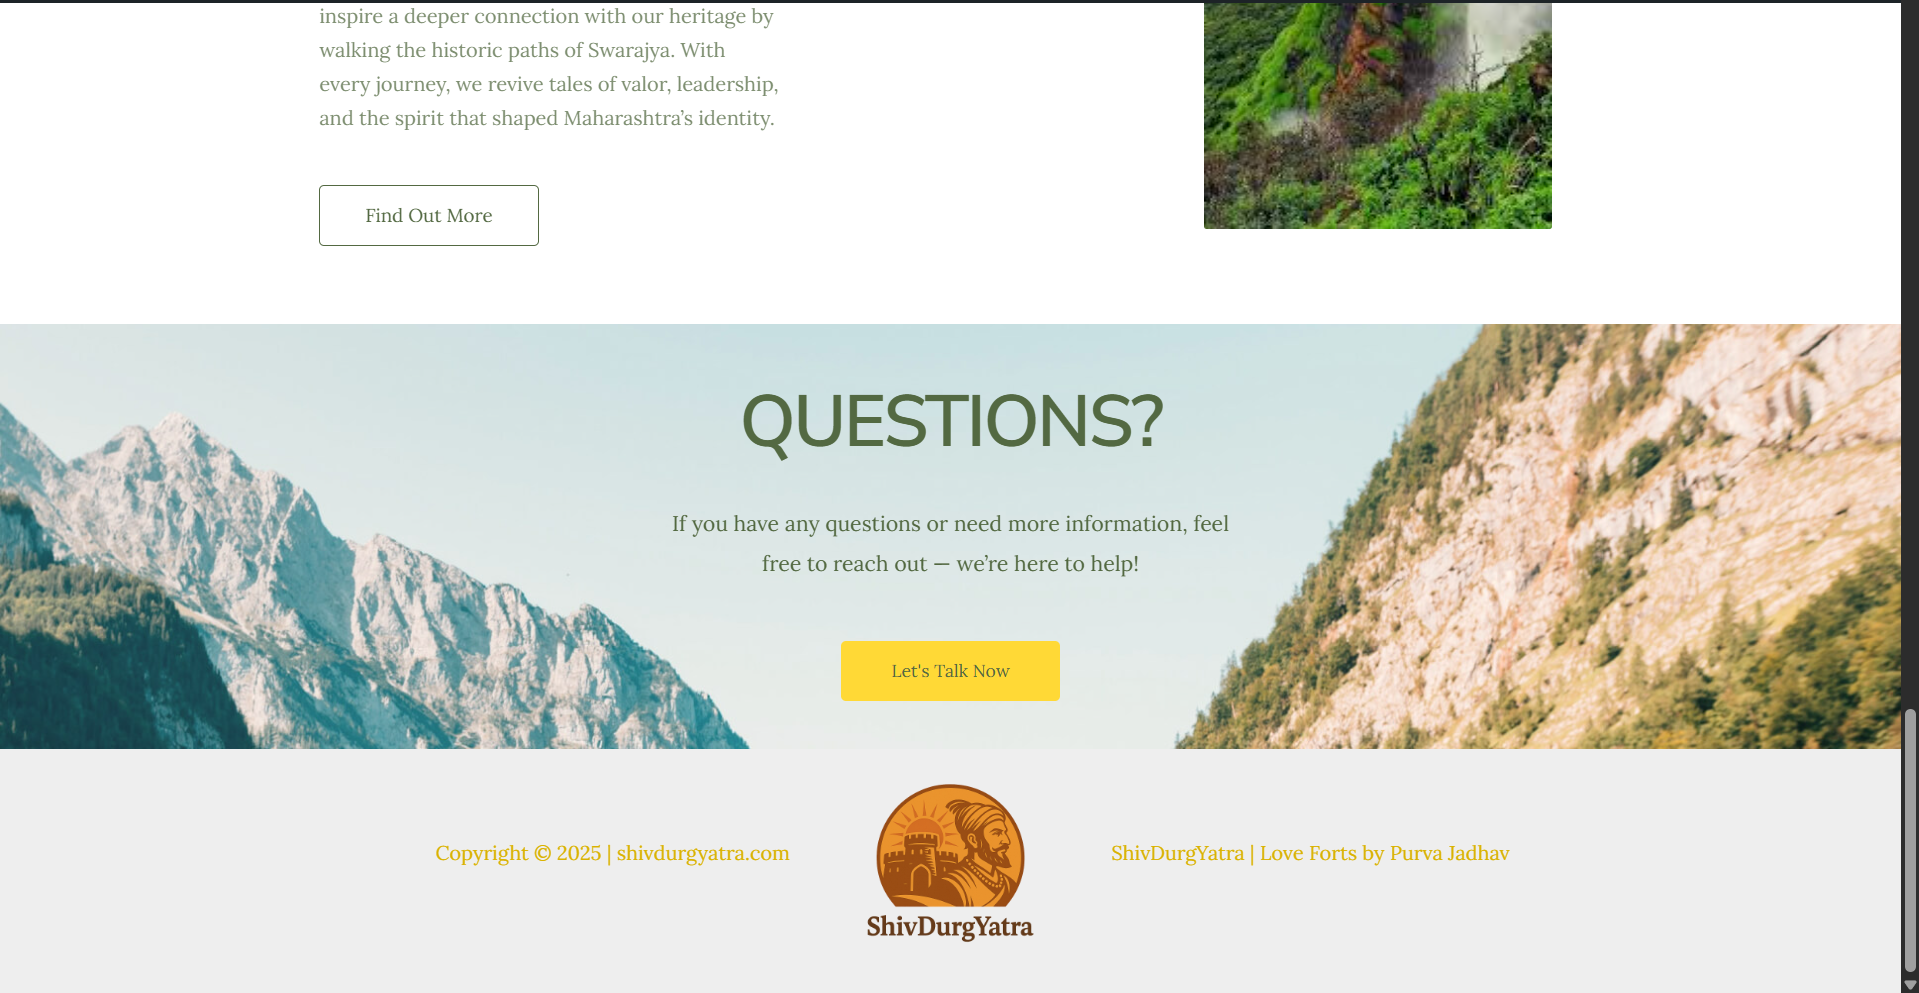 inspire a deeper connection with our heritage by
walking the historic paths of Swarajya. With
every journey, we revive tales of valor, leadership,
and the spirit that shaped Maharashtra’s identity.
Find Out More
QUESTIONS?
If you have any questions or need more information, feel
free to reach out — we’re here to help!
Let's Talk Now
Copyright © 2025 | shivdurgyatra.com
ShivDurgYatra
ShivDurgYatra | Love Forts by Purva Jadhav